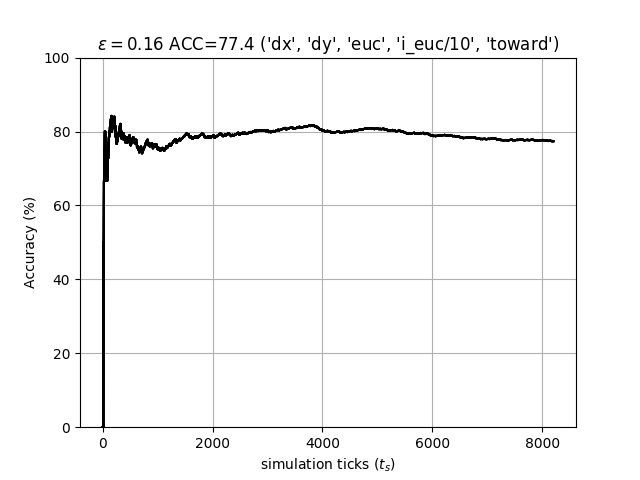 ε = 0.16 ACC=77.4 ('dx', 'dy', 'euc', 'i_euc/10', 'toward')
100
80
60
40
20
0
Accuracy (%)
0 2000 4000 6000 8000
simulation ticks (t_s)